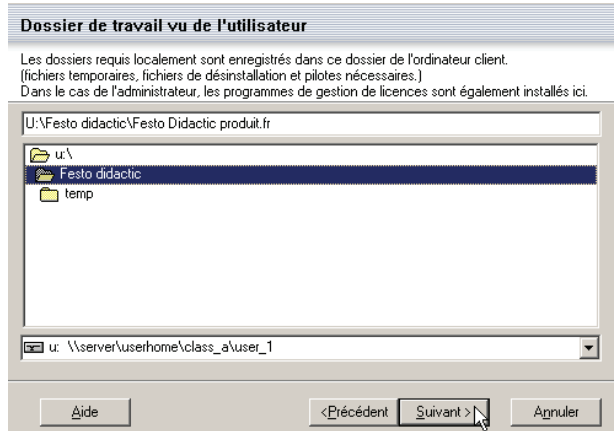 Dossier de travail vu de l'utilisateur
Les dossiers requis localement sont enregistrés dans ce dossier de l'ordinateur client.
(fichiers temporaires, fichiers de désinstallation et pilotes nécessaires.)
Dans le cas de l'administrateur, les programmes de gestion de licences sont également installés ici.
U:\Festo didactic\Festo Didactic produit.fr
u:\
Festo didactic
temp
u: \\server\userhome\class_a\user_1
Aide <Précédent Suivant > Annuler